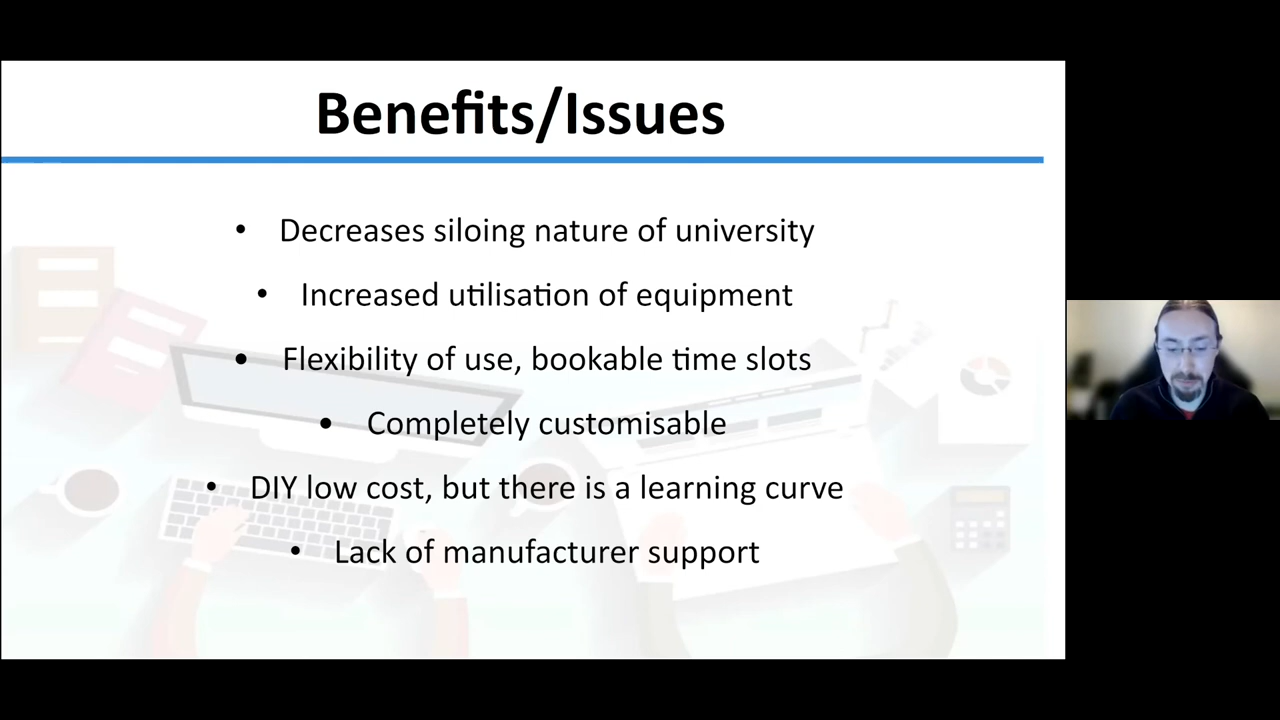 Benefits/Issues
• Decreases siloing nature of university
• Increased utilisation of equipment
• Flexibility of use, bookable time slots
• Completely customisable
• DIY low cost, but there is a learning curve
• Lack of manufacturer support